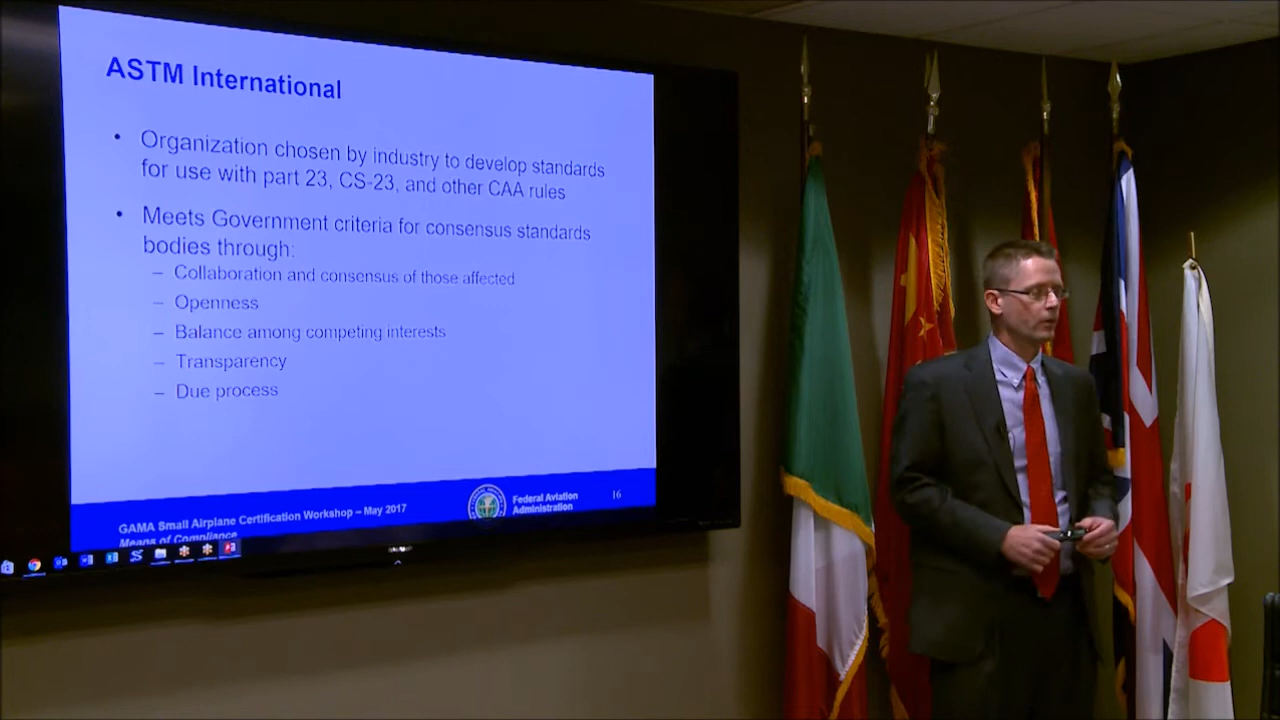 ASTM International
• Organization chosen by industry to develop standards
for use with part 23, CS-23, and other CAA rules
• Meets Government criteria for consensus standards
bodies through:
– Collaboration and consensus of those affected
– Openness
– Balance among competing interests
– Transparency
– Due process
GAMA Small Airplane Certification Workshop – May 2017
Means of Compliance
Federal Aviation
Administration
16